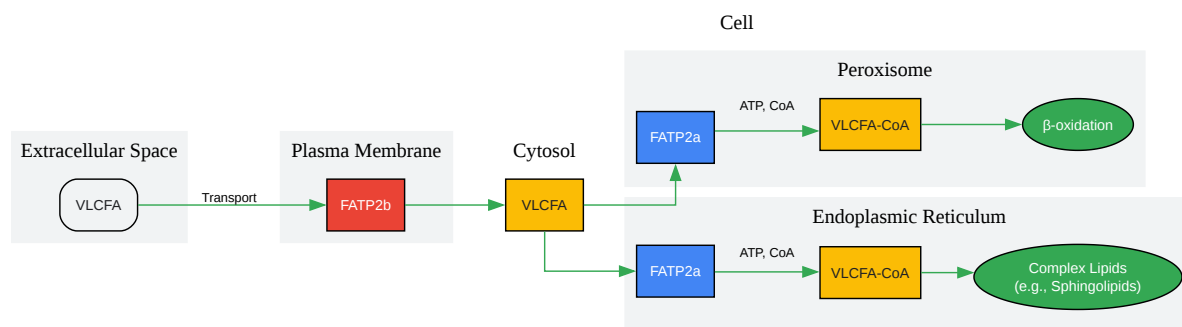 Cell
Extracellular Space
VLCFA
Transport
Plasma Membrane
FATP2b
Cytosol
VLCFA
Peroxisome
FATP2a
ATP, CoA
VLCFA-CoA
β-oxidation
Endoplasmic Reticulum
FATP2a
ATP, CoA
VLCFA-CoA
Complex Lipids
(e.g., Sphingolipids)